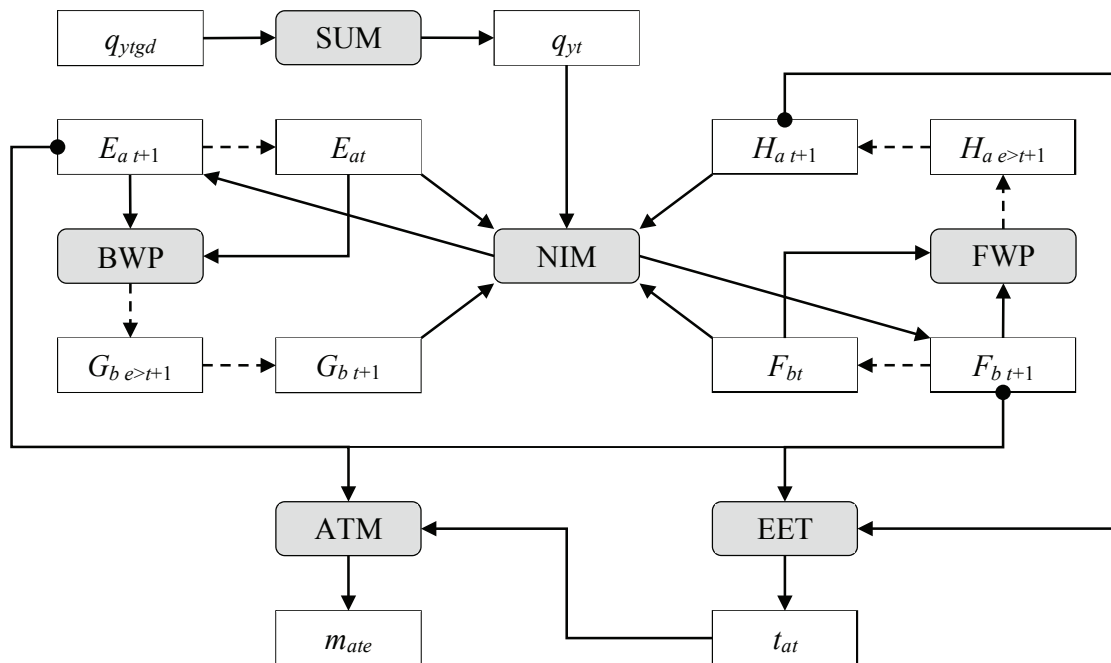 q_ytgd SUM q_yt
E_a t+1 E_at H_a t+1 H_a e>t+1
BWP NIM FWP
G_b e>t+1 G_b t+1 F_bt F_b t+1
ATM EET
m_ate t_at